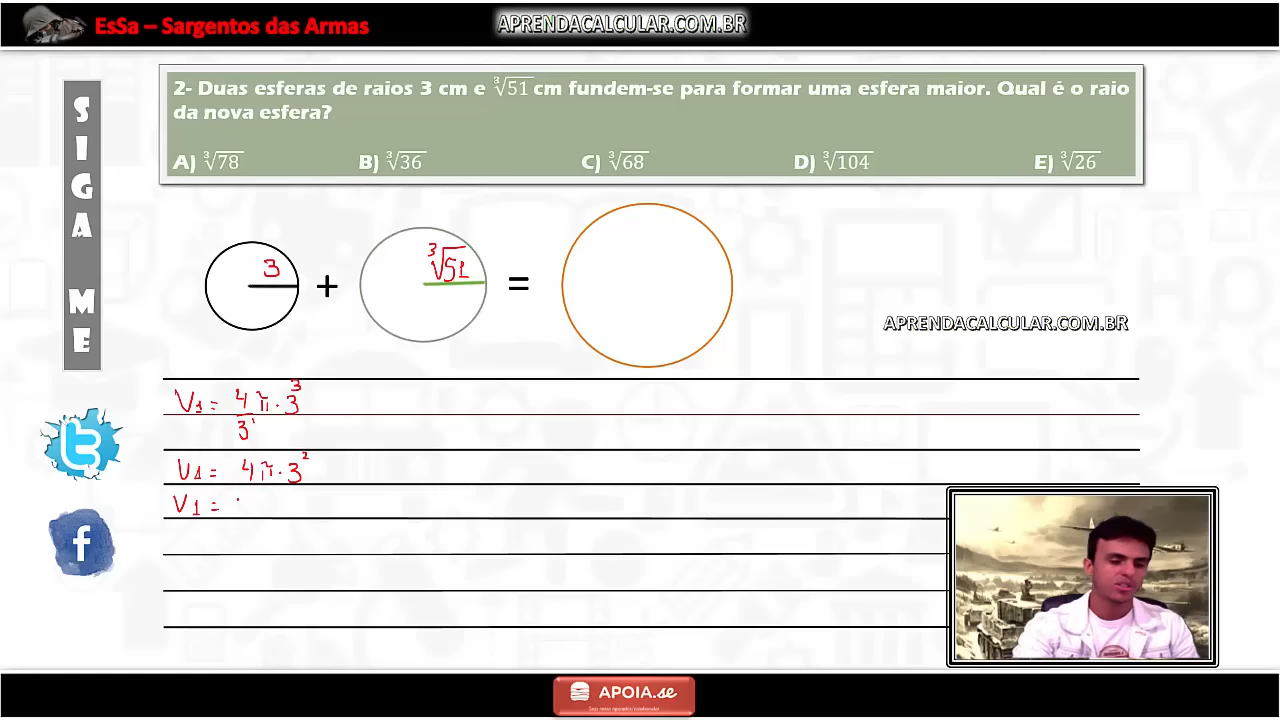 EsSa – Sargentos das Armas
APRENDACALCULAR.COM.BR
SIGA ME
2- Duas esferas de raios 3 cm e ∛51 cm fundem-se para formar uma esfera maior. Qual é o raio
da nova esfera?
A) ∛78 B) ∛36 C) ∛68 D) ∛104 E) ∛26
3 + ∛51 =
APRENDACALCULAR.COM.BR
V1 = 4/3 π · 3³
V1 = 4π · 3²
V1 =
APOIA.se